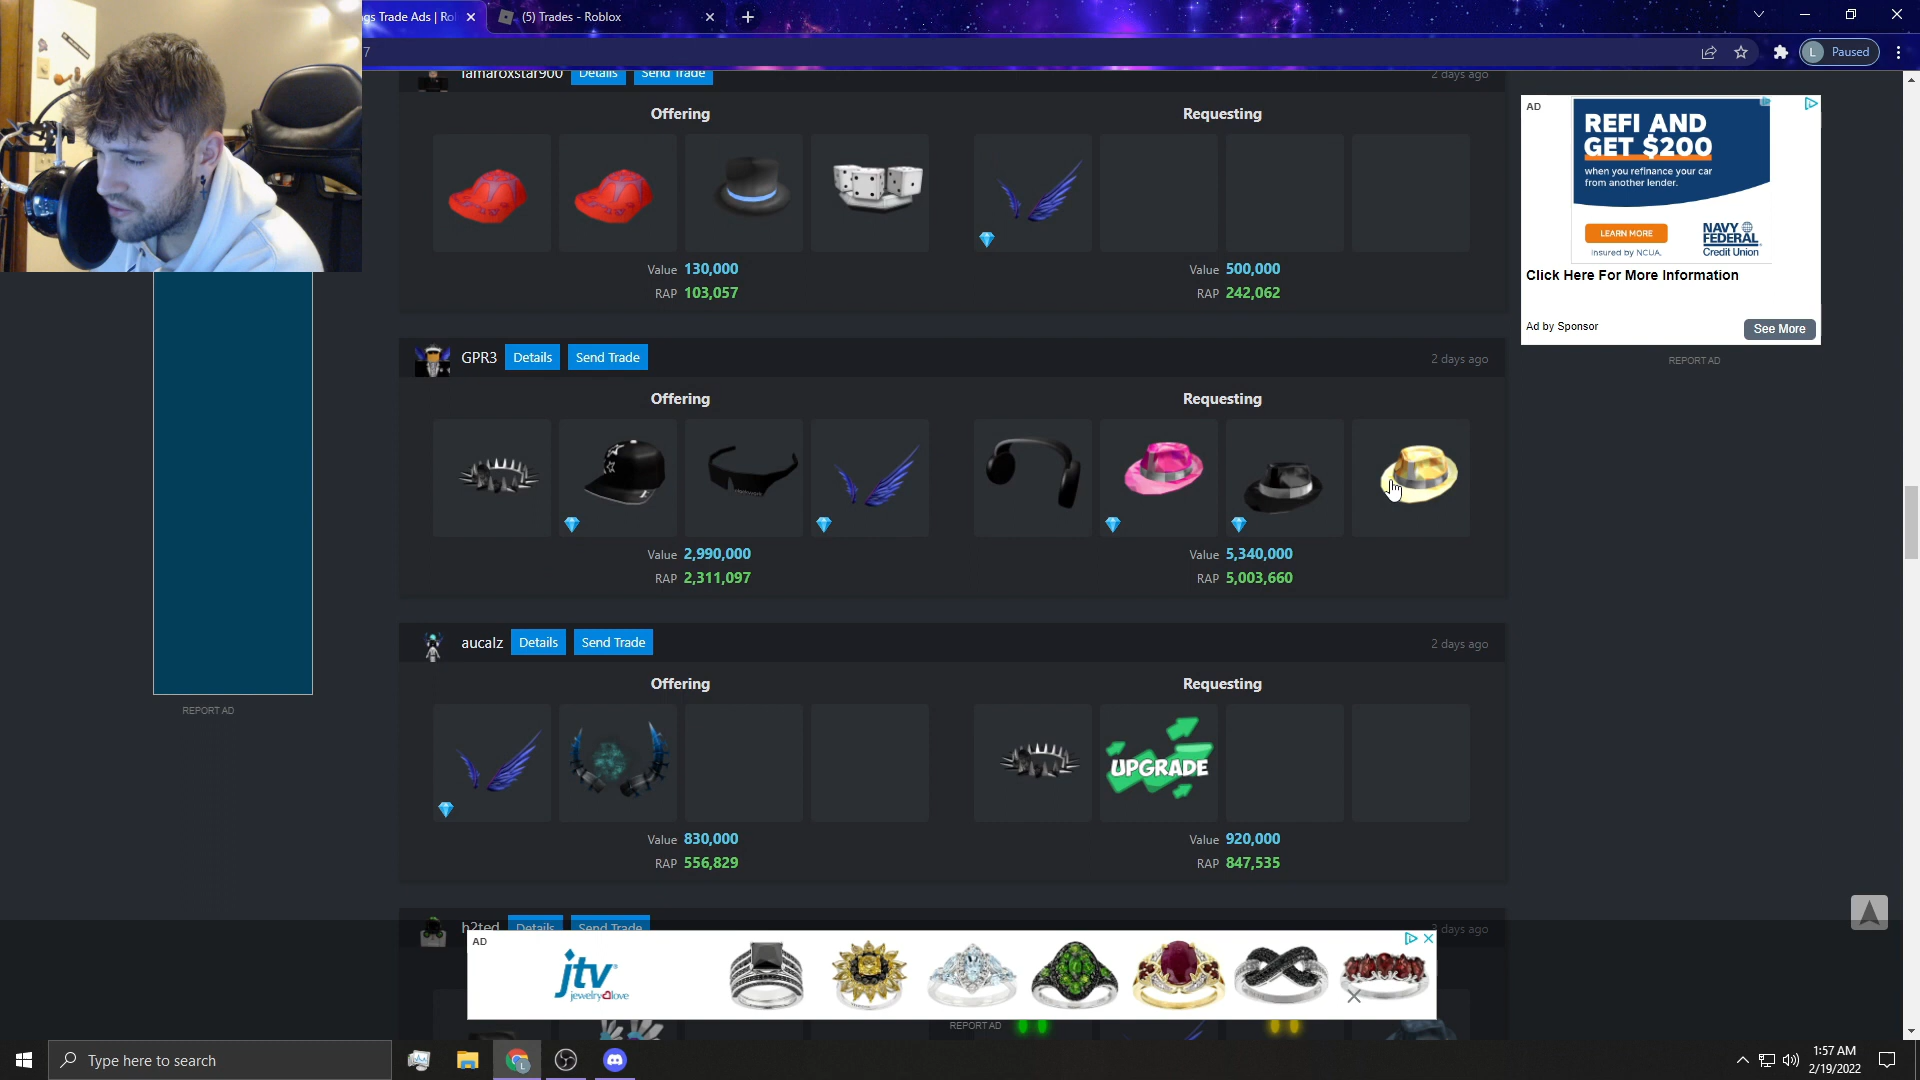 gs Trade Ads | Rol
(5) Trades - Roblox
7
L Paused
iamaroxstar900 Details Send Trade 2 days ago
Offering Requesting
Value 130,000
RAP 103,057
Value 500,000
RAP 242,062
GPR3 Details Send Trade 2 days ago
Offering Requesting
Value 2,990,000
RAP 2,311,097
Value 5,340,000
RAP 5,003,660
aucalz Details Send Trade 2 days ago
Offering Requesting
UPGRADE
Value 830,000
RAP 556,829
Value 920,000
RAP 847,535
h2ted Details Send Trade days ago
REPORT AD
AD
REFI AND
GET $200
when you refinance your car
from another lender.
LEARN MORE
NAVY
FEDERAL
Credit Union
Insured by NCUA.
Click Here For More Information
Ad by Sponsor
See More
REPORT AD
AD
jtv
jewelry love
REPORT AD
Type here to search
1:57 AM
2/19/2022